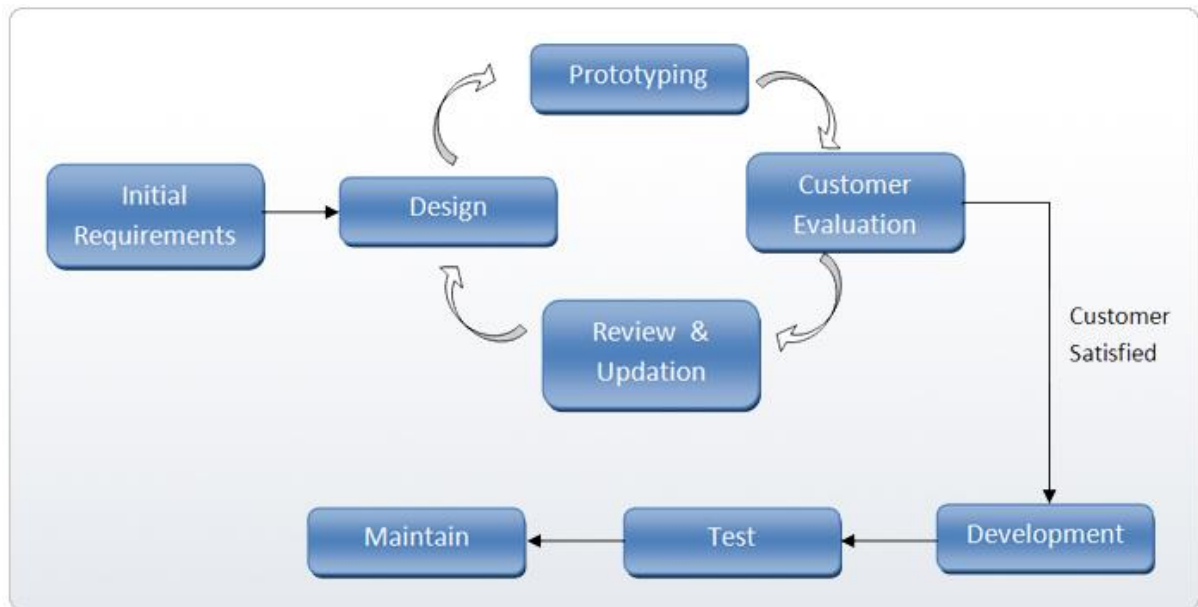 Prototyping
Initial
Requirements
Design
Customer
Evaluation
Review & 
Updation
Customer
Satisfied
Maintain
Test
Development